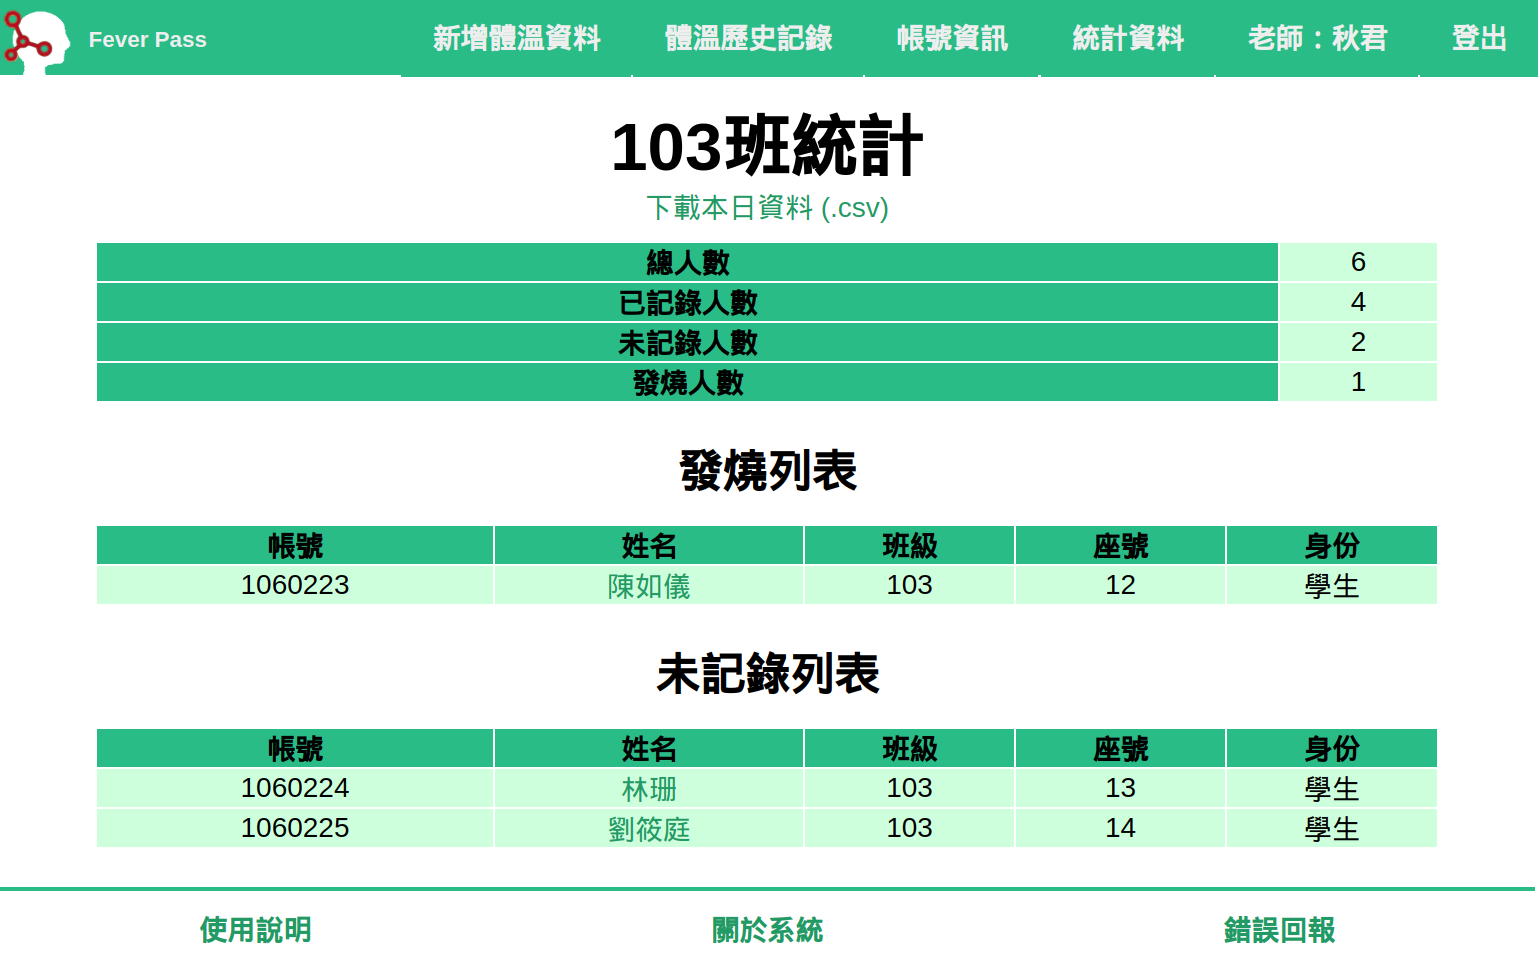 Fever Pass 新增體溫資料 體溫歷史記錄 帳號資訊 統計資料 老師：秋君 登出
103班統計
下載本日資料 (.csv)
總人數 6
已記錄人數 4
未記錄人數 2
發燒人數 1
發燒列表
帳號 姓名 班級 座號 身份
1060223 陳如儀 103 12 學生
未記錄列表
帳號 姓名 班級 座號 身份
1060224 林珊 103 13 學生
1060225 劉筱庭 103 14 學生
使用說明 關於系統 錯誤回報